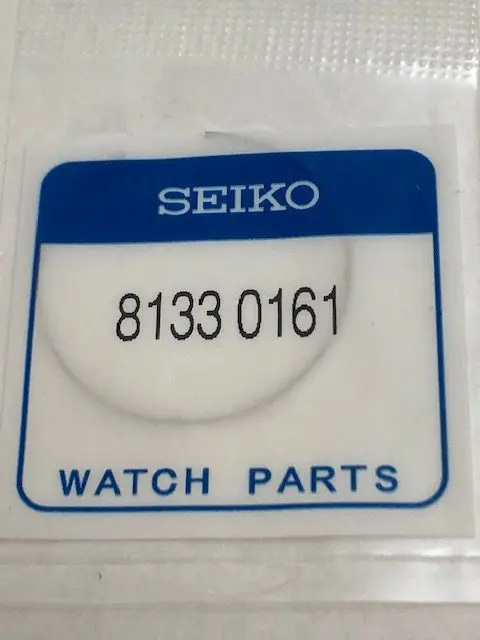 SEIKO
8133 0161
WATCH PARTS